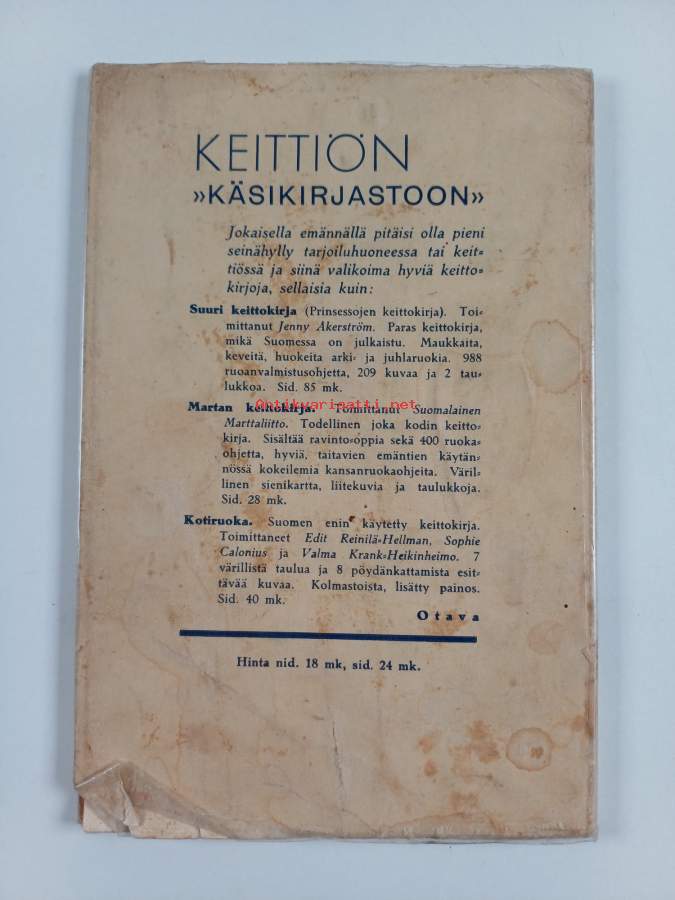 KEITTIÖN
»KÄSIKIRJASTOON»
Jokaisella emännällä pitäisi olla pieni
seinähylly tarjoiluhuoneessa tai keit-
tiössä ja siinä valikoima hyviä keitto-
kirjoja, sellaisia kuin:
Suuri keittokirja (Prinsessojen keittokirja). Toi-
mittanut Jenny Åkerström. Paras keittokirja,
mikä Suomessa on julkaistu. Maukkaita,
keveitä, huokeita arki- ja juhlaruokia. 988
ruoanvalmistusohjetta, 209 kuvaa ja 2 tau-
lukkoa. Sid. 85 mk.
Antikvariaatti.net
Martan keittokirja. Toimittanut Suomalainen
Marttaliitto. Todellinen joka kodin keitto-
kirja. Sisältää ravinto-oppia sekä 400 ruoka-
ohjetta, hyviä, taitavien emäntien käytän-
nössä kokeilemia kansanruokaohjeita. Väril-
linen sienikartta, liitekuvia ja taulukkoja.
Sid. 28 mk.
Kotiruoka. Suomen enin käytetty keittokirja.
Toimittaneet Edit Reinilä-Hellman, Sophie
Calonius ja Valma Krank-Heikinheimo. 7
värillistä taulua ja 8 pöydänkattamista esit-
tävää kuvaa. Kolmastoista, lisätty painos.
Sid. 40 mk.
Otava
Hinta nid. 18 mk, sid. 24 mk.